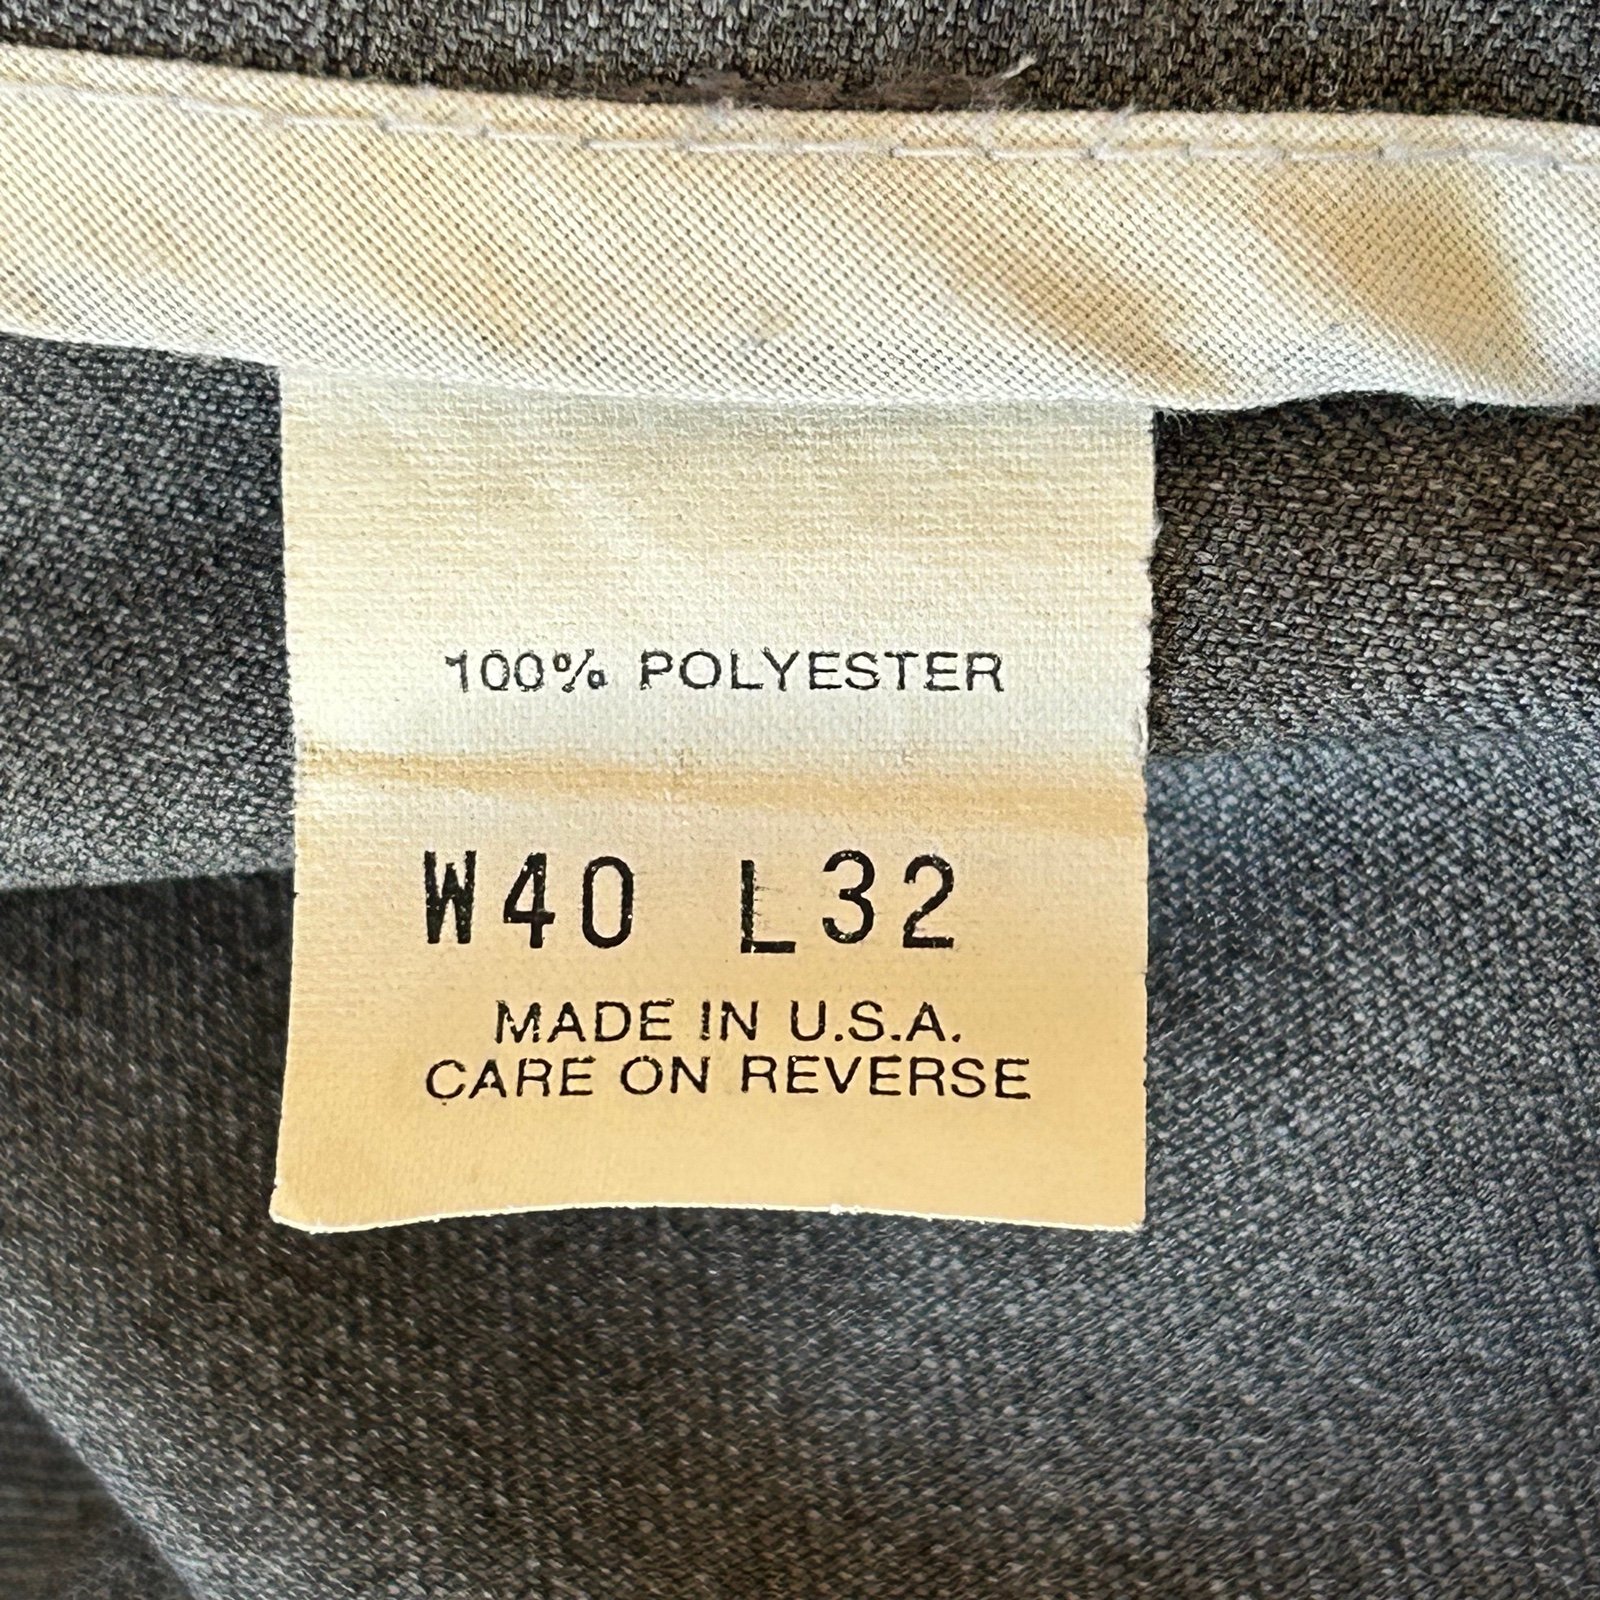 100% POLYESTER
W40 L32
MADE IN U.S.A.
CARE ON REVERSE